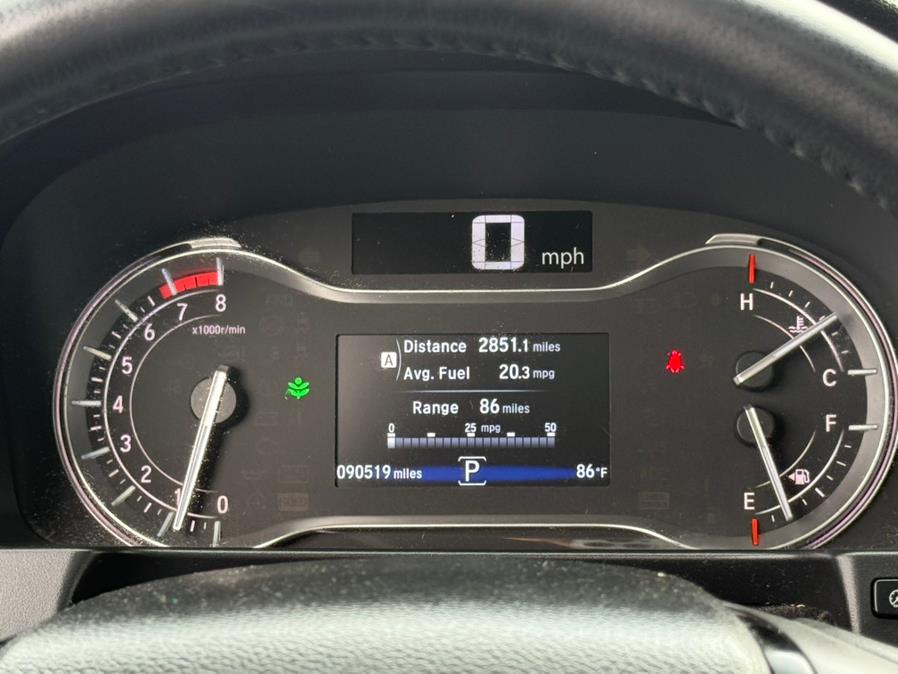 0 mph
8
7
6
x1000r/min
5
4
3
2
1
0
A
Distance 2851.1 miles
Avg. Fuel 20.3 mpg
Range 86 miles
0 25 mpg 50
090519 miles P 86°F
H
C
F
E